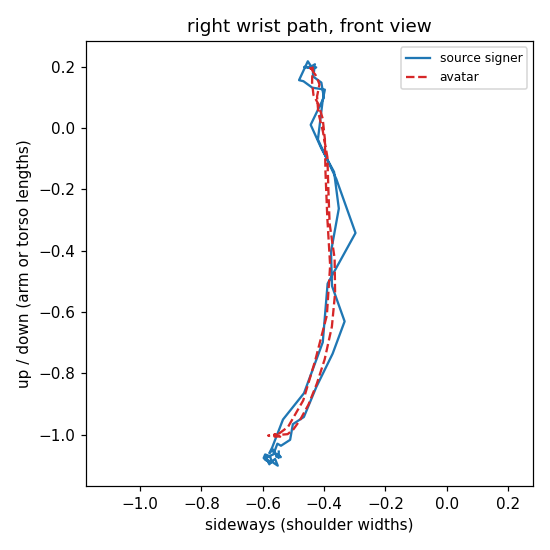 right wrist path, front view
source signer
avatar
0.2
0.0
−0.2
−0.4
−0.6
−0.8
−1.0
up / down (arm or torso lengths)
−1.0 −0.8 −0.6 −0.4 −0.2 0.0 0.2
sideways (shoulder widths)